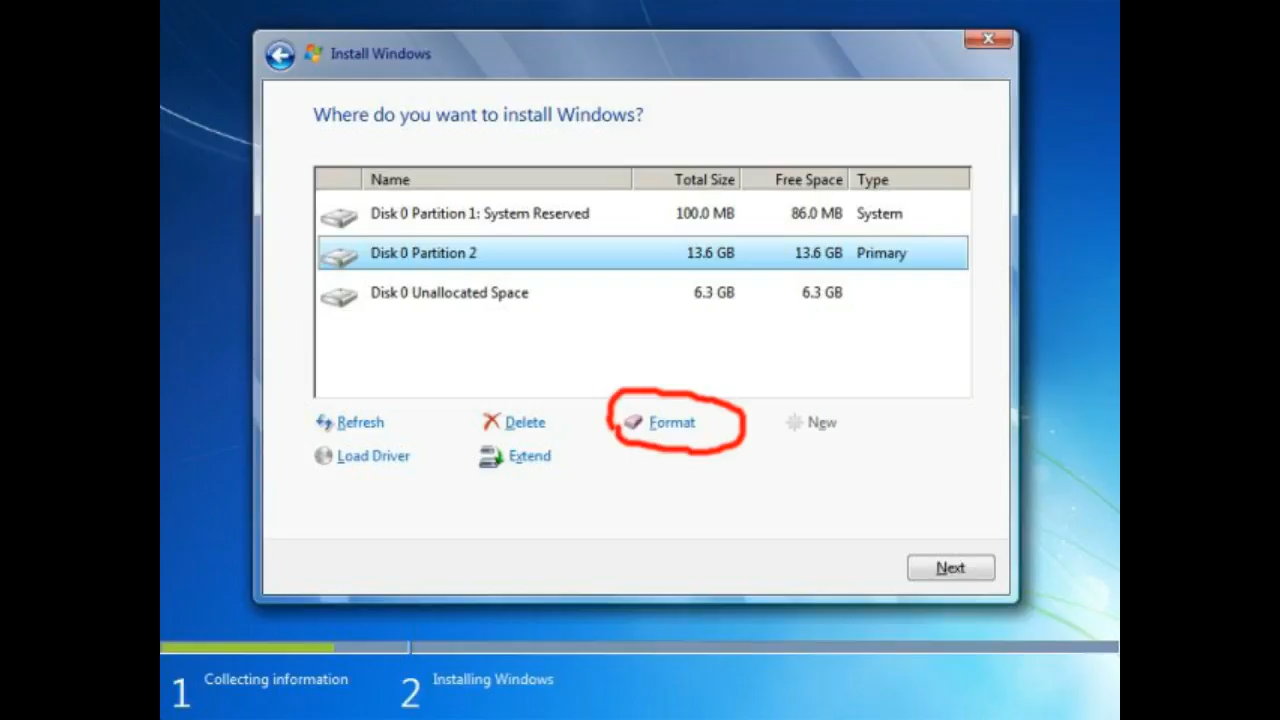 Install Windows
Where do you want to install Windows?
Name Total Size Free Space Type
Disk 0 Partition 1: System Reserved 100.0 MB 86.0 MB System
Disk 0 Partition 2 13.6 GB 13.6 GB Primary
Disk 0 Unallocated Space 6.3 GB 6.3 GB
Refresh Delete Format New
Load Driver Extend
Next
1 Collecting information 2 Installing Windows